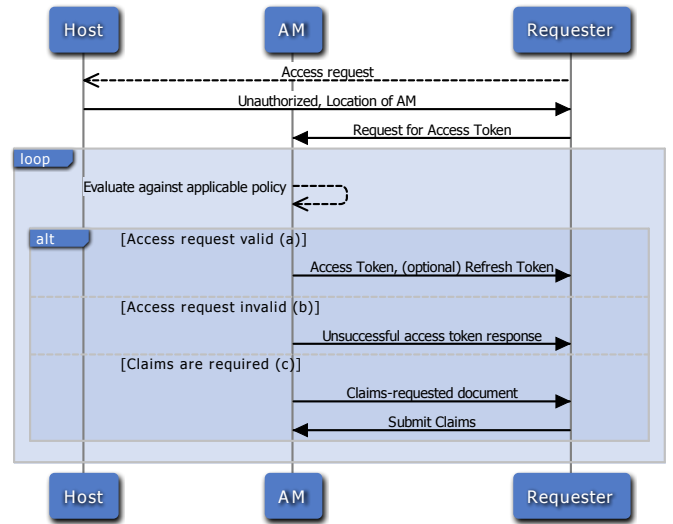 Host AM Requester
Access request
Unauthorized, Location of AM
Request for Access Token
loop
Evaluate against applicable policy
alt [Access request valid (a)]
Access Token, (optional) Refresh Token
[Access request invalid (b)]
Unsuccessful access token response
[Claims are required (c)]
Claims-requested document
Submit Claims
Host AM Requester